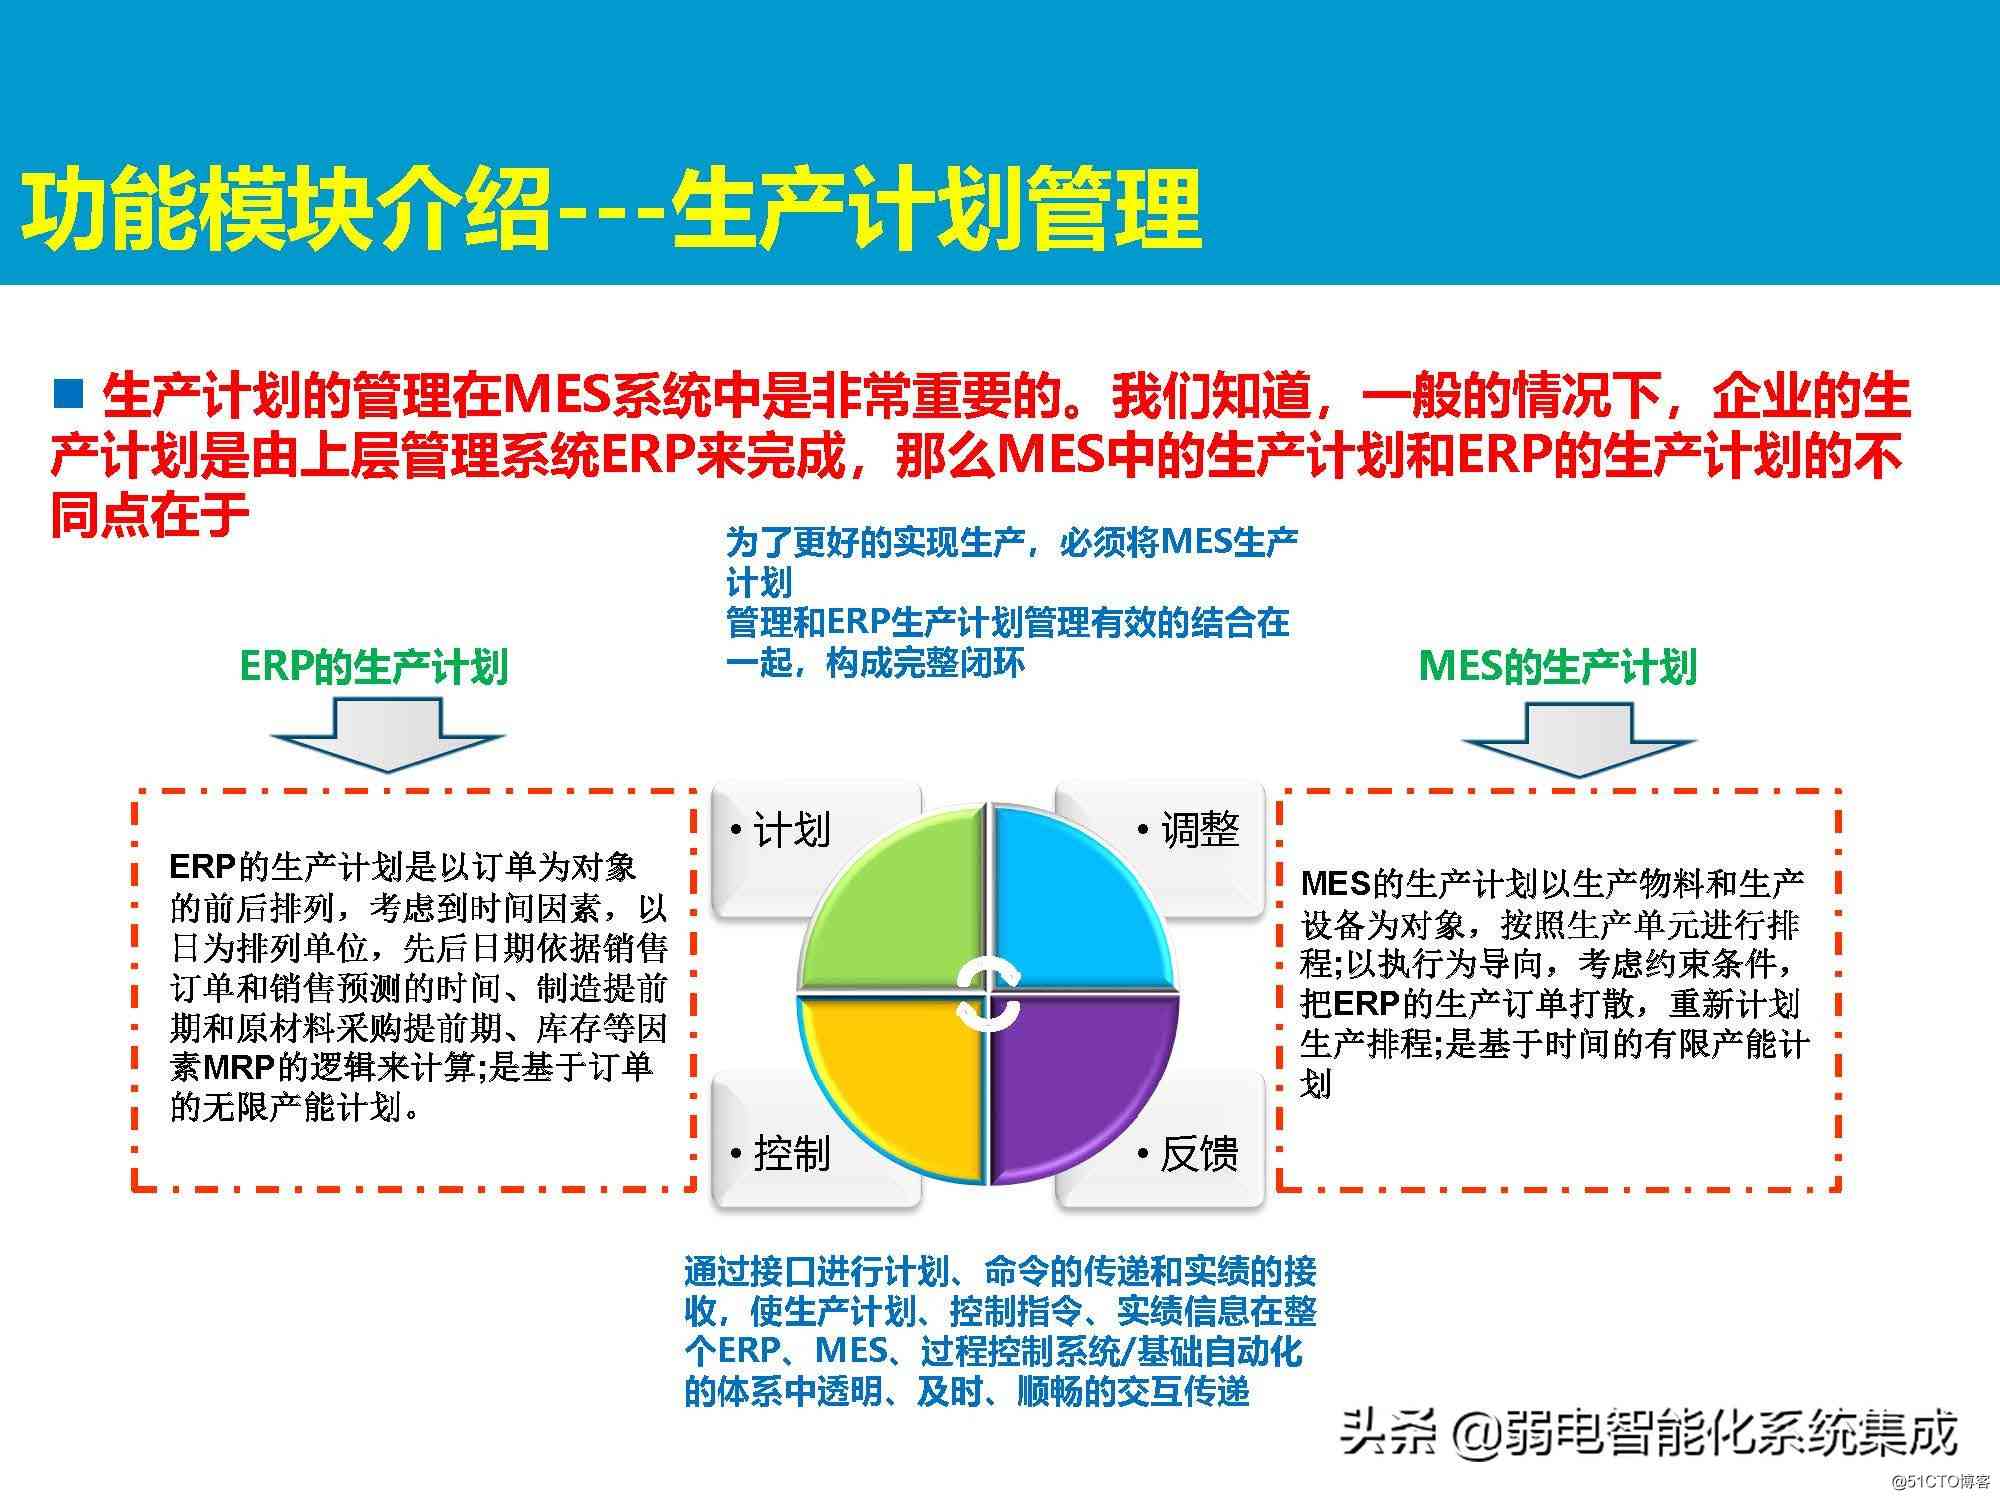 功能模块介绍---生产计划管理
■ 生产计划的管理在MES系统中是非常重要的。我们知道，一般的情况下，企业的生
产计划是由上层管理系统ERP来完成，那么MES中的生产计划和ERP的生产计划的不
同点在于
为了更好的实现生产，必须将MES生产
计划
管理和ERP生产计划管理有效的结合在
一起，构成完整闭环
ERP的生产计划
ERP的生产计划是以订单为对象
的前后排列，考虑到时间因素，以
日为排列单位，先后日期依据销售
订单和销售预测的时间、制造提前
期和原材料采购提前期、库存等因
素MRP的逻辑来计算;是基于订单
的无限产能计划。
• 计划
• 调整
• 控制
• 反馈
MES的生产计划
MES的生产计划以生产物料和生产
设备为对象，按照生产单元进行排
程;以执行为导向，考虑约束条件，
把ERP的生产订单打散，重新计划
生产排程;是基于时间的有限产能计
划
通过接口进行计划、命令的传递和实绩的接
收，使生产计划、控制指令、实绩信息在整
个ERP、MES、过程控制系统/基础自动化
的体系中透明、及时、顺畅的交互传递
头条 @弱电智能化系统集成
@51CTO博客